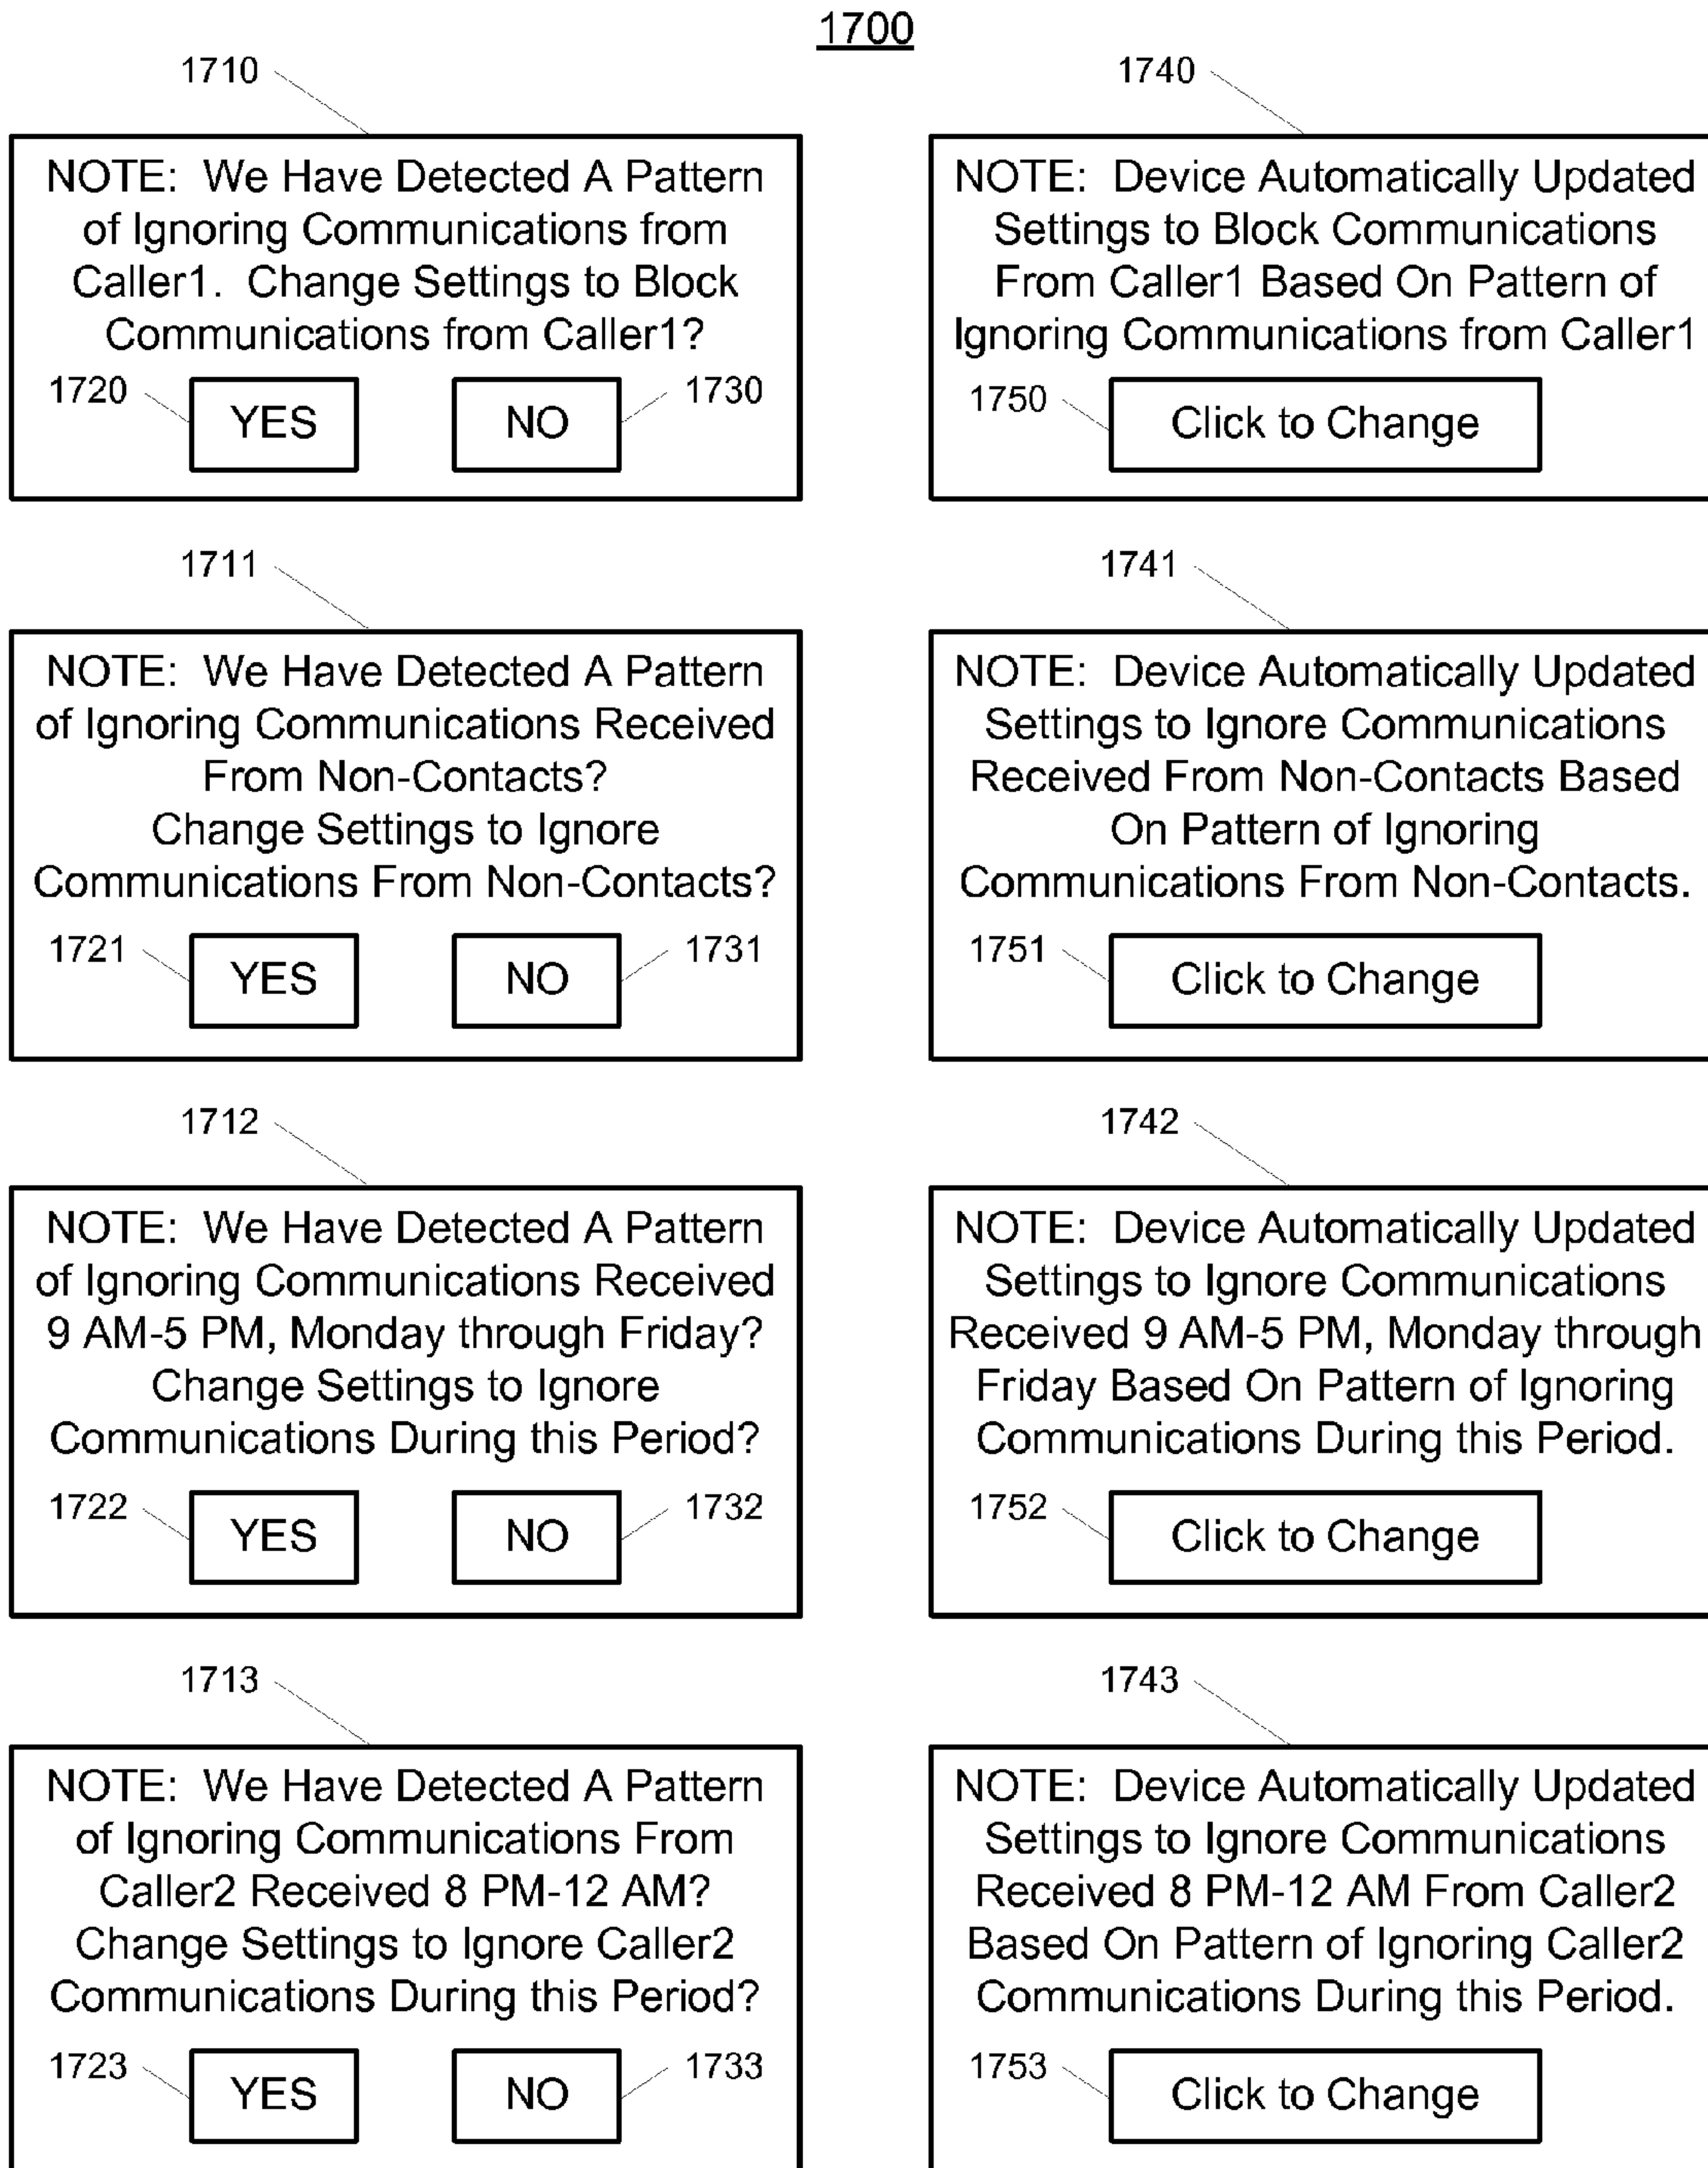 1700
1710
NOTE: We Have Detected A Pattern
of Ignoring Communications from
Caller1. Change Settings to Block
Communications from Caller1?
1720
YES
NO
1730
1740
NOTE: Device Automatically Updated
Settings to Block Communications
From Caller1 Based On Pattern of
Ignoring Communications from Caller1
1750
Click to Change
1711
NOTE: We Have Detected A Pattern
of Ignoring Communications Received
From Non-Contacts?
Change Settings to Ignore
Communications From Non-Contacts?
1721
YES
NO
1731
1741
NOTE: Device Automatically Updated
Settings to Ignore Communications
Received From Non-Contacts Based
On Pattern of Ignoring
Communications From Non-Contacts.
1751
Click to Change
1712
NOTE: We Have Detected A Pattern
of Ignoring Communications Received
9 AM-5 PM, Monday through Friday?
Change Settings to Ignore
Communications During this Period?
1722
YES
NO
1732
1742
NOTE: Device Automatically Updated
Settings to Ignore Communications
Received 9 AM-5 PM, Monday through
Friday Based On Pattern of Ignoring
Communications During this Period.
1752
Click to Change
1713
NOTE: We Have Detected A Pattern
of Ignoring Communications From
Caller2 Received 8 PM-12 AM?
Change Settings to Ignore Caller2
Communications During this Period?
1723
YES
NO
1733
1743
NOTE: Device Automatically Updated
Settings to Ignore Communications
Received 8 PM-12 AM From Caller2
Based On Pattern of Ignoring Caller2
Communications During this Period.
1753
Click to Change